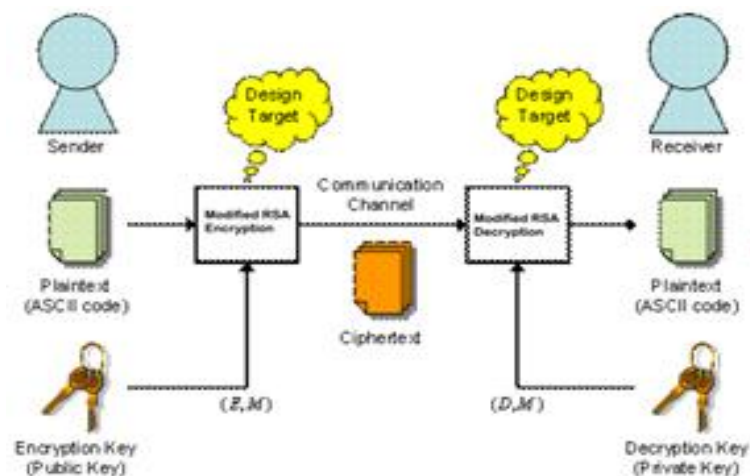 Design
Target
Design
Target
Sender
Receiver
Communication
Channel
Modified RSA
Encryption
Modified RSA
Decryption
Plaintext
(ASCII code)
Ciphertext
Plaintext
(ASCII code)
(E,M)
(D,M)
Encryption Key
(Public Key)
Decryption Key
(Private Key)